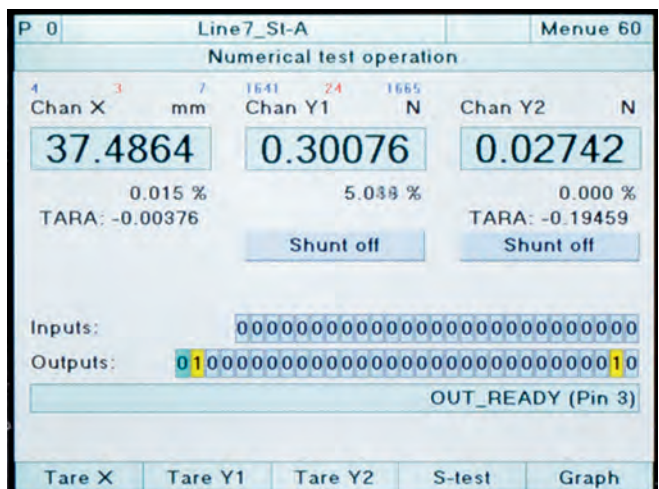 P 0 Line7_St-A Menue 60
Numerical test operation
4 3 7 1641 24 1665
Chan X mm Chan Y1 N Chan Y2 N
37.4864 0.30076 0.02742
0.015 % % 0.000 %
TARA: -0.00376 TARA: -0.19459
Shunt off Shunt off
Inputs:
Outputs:
OUT_READY (Pin 3)
Tare X Tare Y1 Tare Y2 S-test Graph